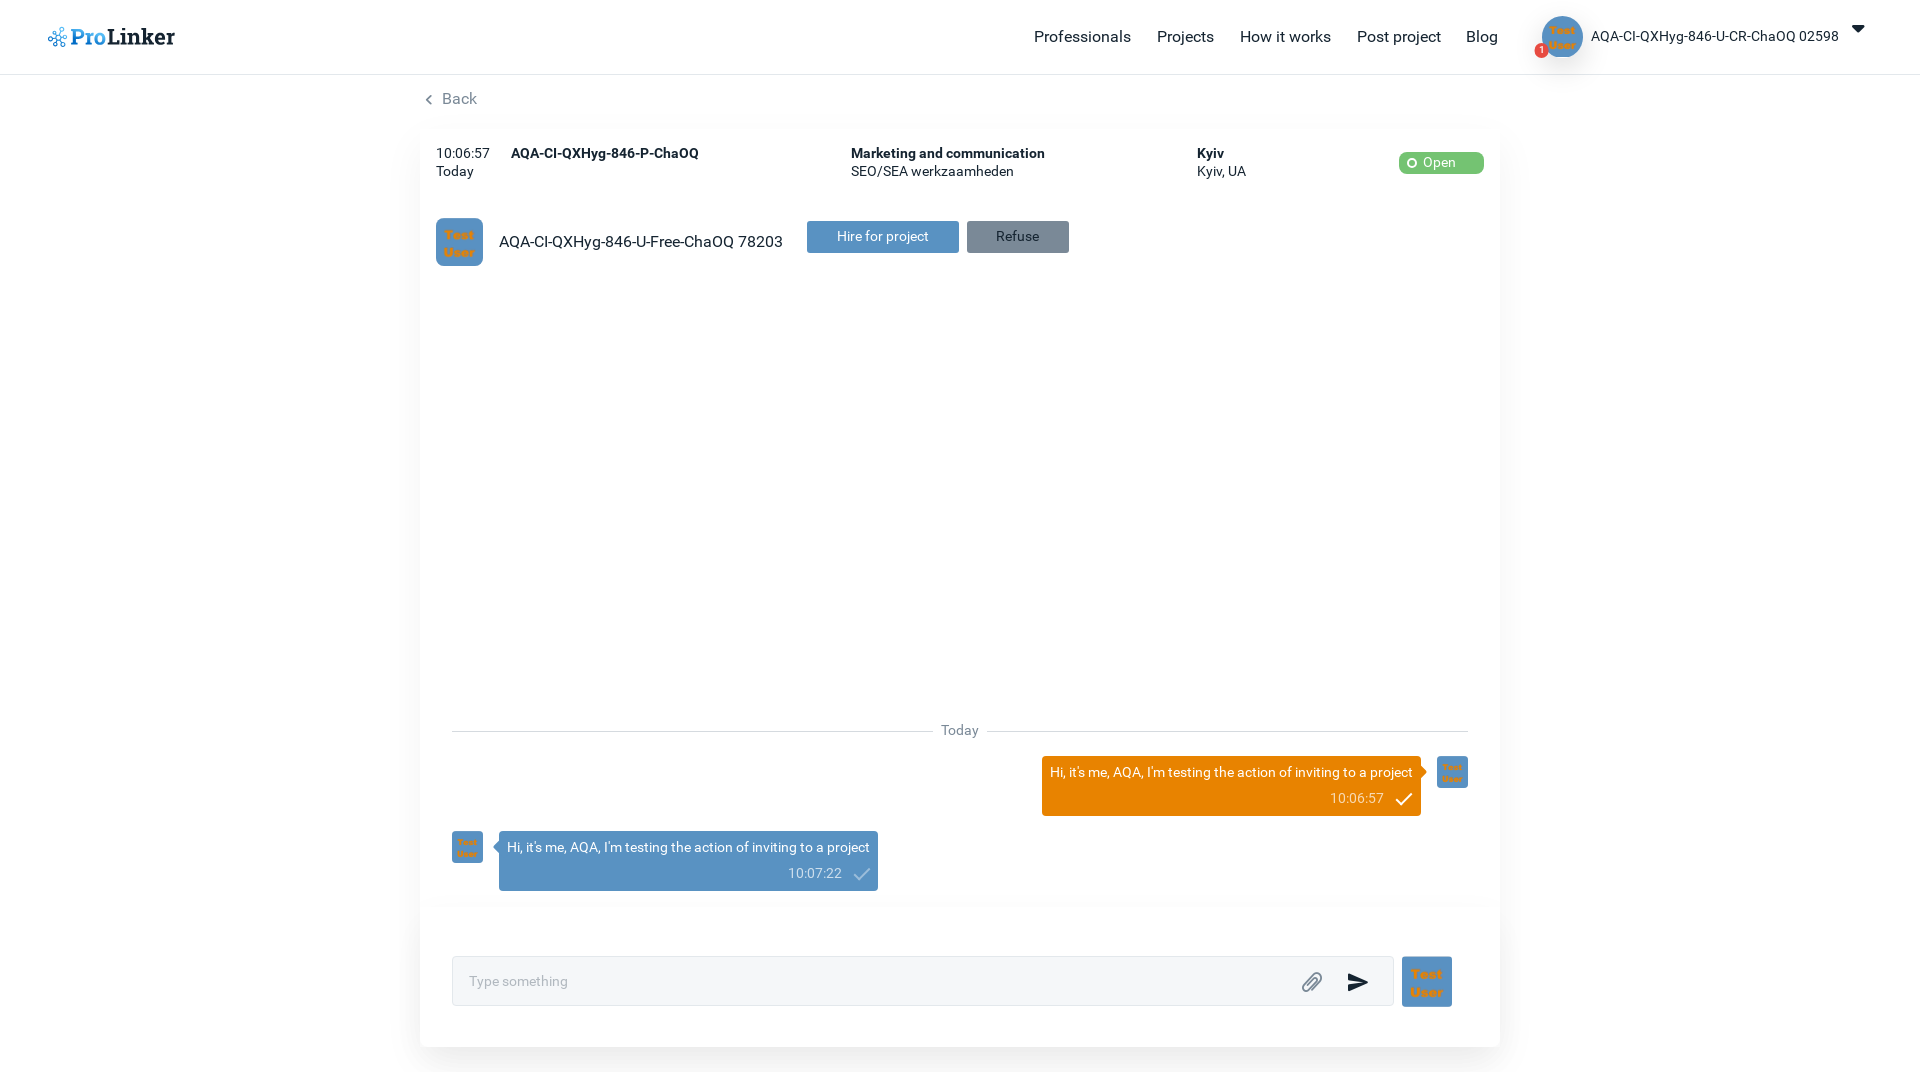 ProLinker
Professionals
Projects
How it works
Post project
Blog
Test
User
1
AQA-CI-QXHyg-846-U-CR-ChaOQ 02598
Back
10:06:57
Today
AQA-CI-QXHyg-846-P-ChaOQ
Marketing and communication
SEO/SEA werkzaamheden
Kyiv
Kyiv, UA
Open
Test
User
AQA-CI-QXHyg-846-U-Free-ChaOQ 78203
Hire for project
Refuse
Today
Hi, it's me, AQA, I'm testing the action of inviting to a project
10:06:57
Test
User
Test
User
Hi, it's me, AQA, I'm testing the action of inviting to a project
10:07:22
Type something
Test
User